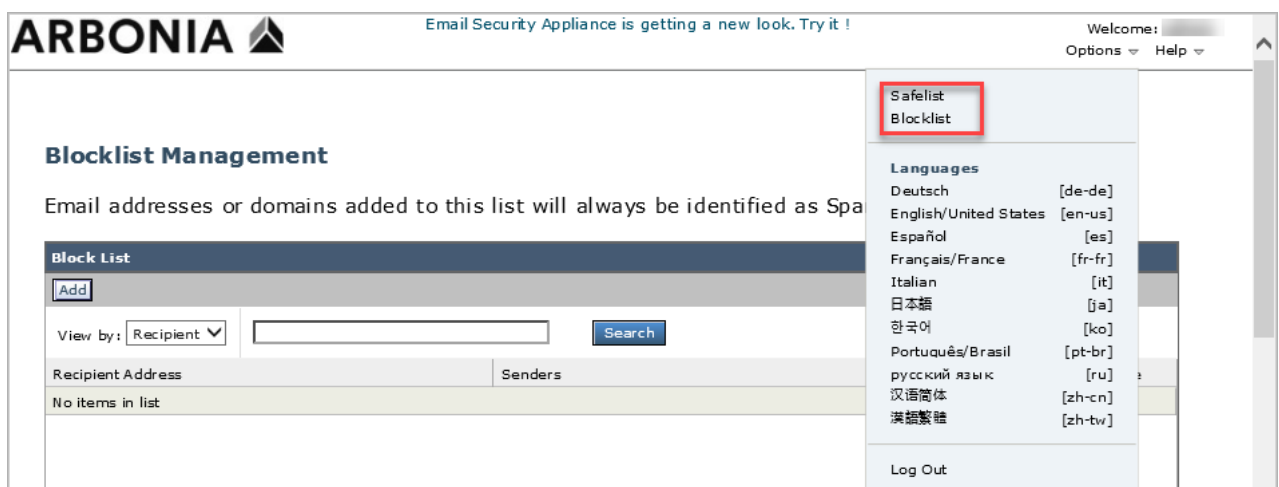 ARBONIA
Email Security Appliance is getting a new look. Try it !
Welcome:
Options Help
Safelist
Blocklist
Blocklist Management
Languages
Deutsch [de-de]
Email addresses or domains added to this list will always be identified as Spa
English/United States [en-us]
Español [es]
Block List
Français/France [fr-fr]
Add
Italian [it]
日本語 [ja]
View by: Recipient Search
한국어 [ko]
Português/Brasil [pt-br]
Recipient Address Senders
русский язык [ru]
No items in list
汉语简体 [zh-cn]
漢語繁體 [zh-tw]
Log Out